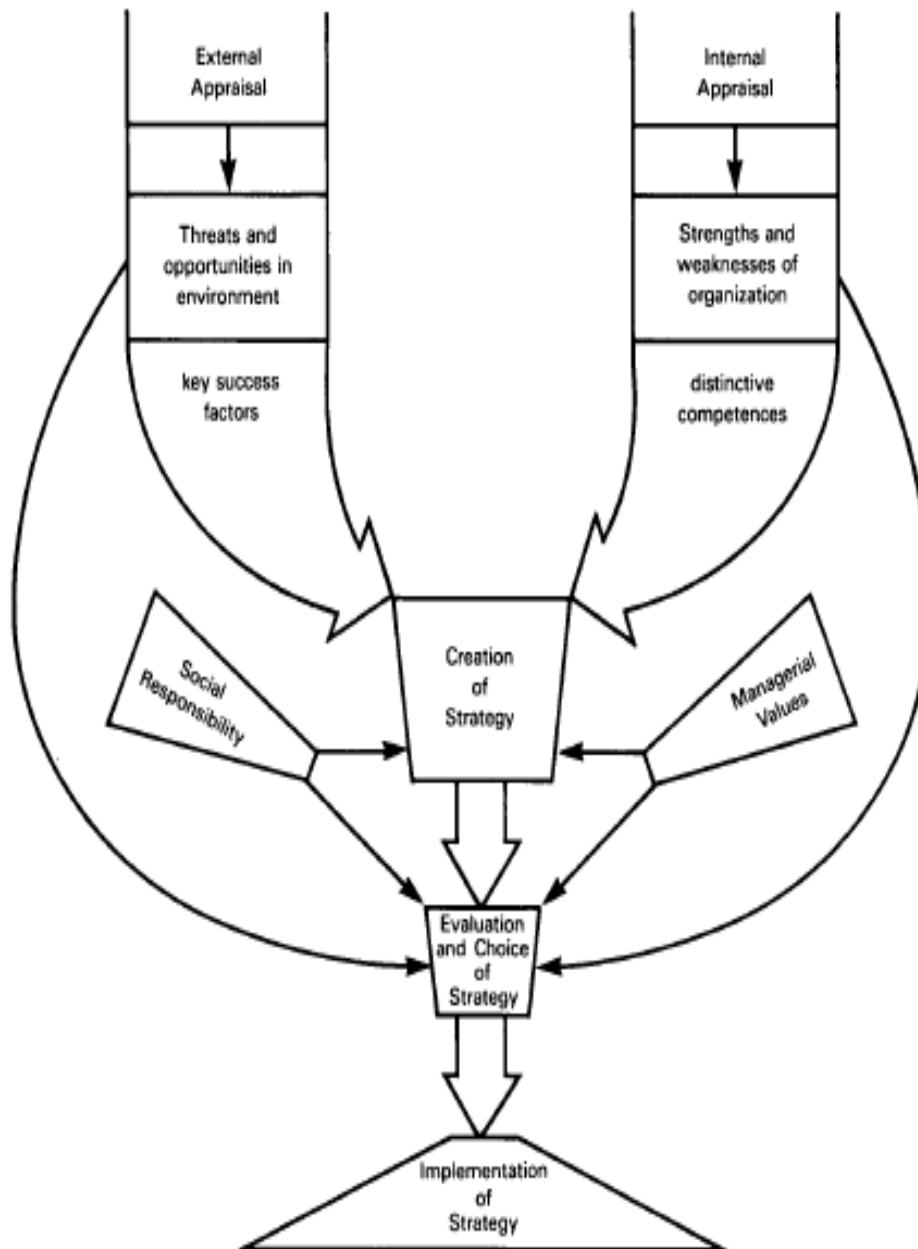 External
Appraisal
Internal
Appraisal
Threats and
opportunities in
environment
Strengths and
weaknesses of
organization
key success
factors
distinctive
competences
Creation
of
Strategy
Social
Responsibility
Managerial
Values
Evaluation
and Choice
of
Strategy
Implementation
of
Strategy